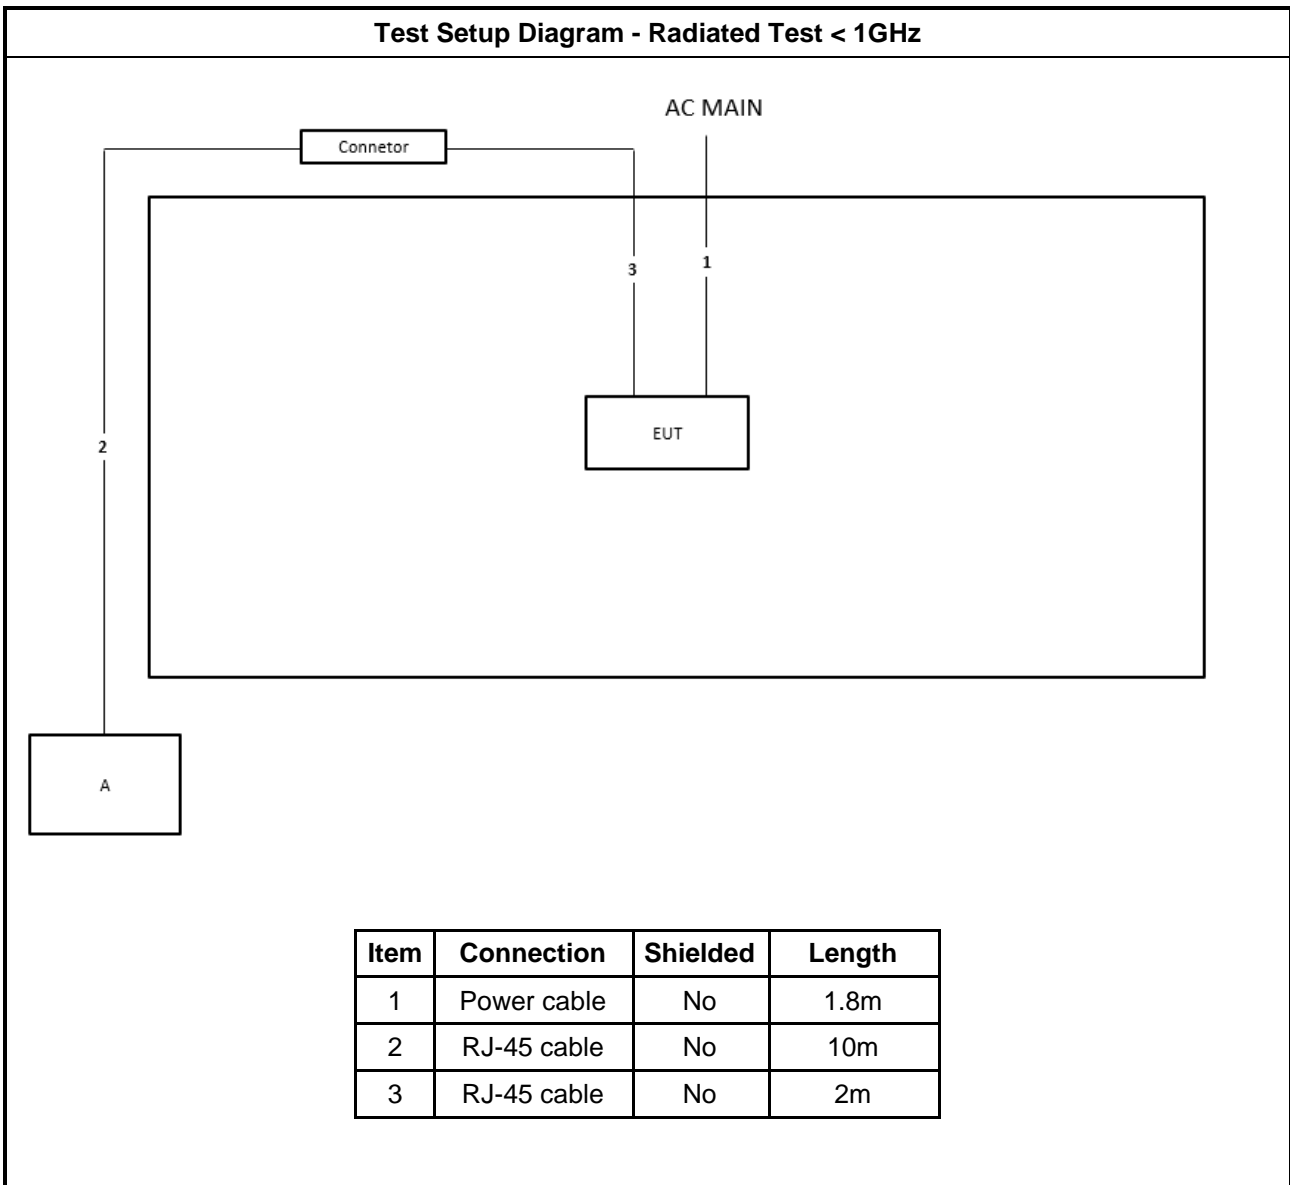 Test Setup Diagram - Radiated Test < 1GHz
AC MAIN
Connetor
3
1
EUT
2
A
Item Connection Shielded Length
1 Power cable No 1.8m
2 RJ-45 cable No 10m
3 RJ-45 cable No 2m